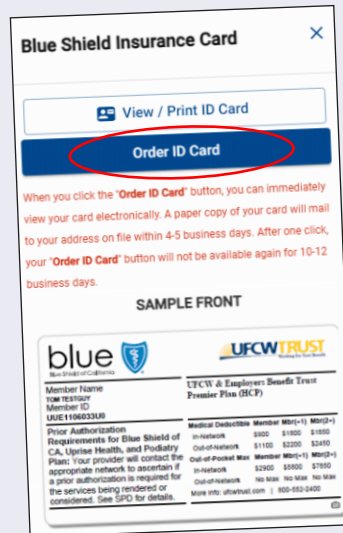 Blue Shield Insurance Card ×
View / Print ID Card
Order ID Card
When you click the "Order ID Card" button, you can immediately
view your card electronically. A paper copy of your card will mail
to your address on file within 4-5 business days. After one click,
your "Order ID Card" button will not be available again for 10-12
business days.
SAMPLE FRONT
blue
Blue Shield of California
UFCWTRUST
Working for Your Benefit
Member Name
TOM TESTGUY
Member ID
UUE1106033U0
UFCW & Employers Benefit Trust
Premier Plan (HCP)
Prior Authorization
Requirements for Blue Shield of
CA, Uprise Health, and Podiatry
Plan: Your provider will contact the
appropriate network to ascertain if
a prior authorization is required for
the services being rendered or
considered. See SPD for details.
Medical Deductible Member Mbr(+1) Mbr(2+)
In-Network $900 $1800 $1850
Out-of-Network $1100 $2200 $2450
Out-of-Pocket Max Member Mbr(+1) Mbr(2+)
In-Network $2900 $5800 $7850
Out-of-Network No Max No Max No Max
More info: ufcwtrust.com | 800-552-2400